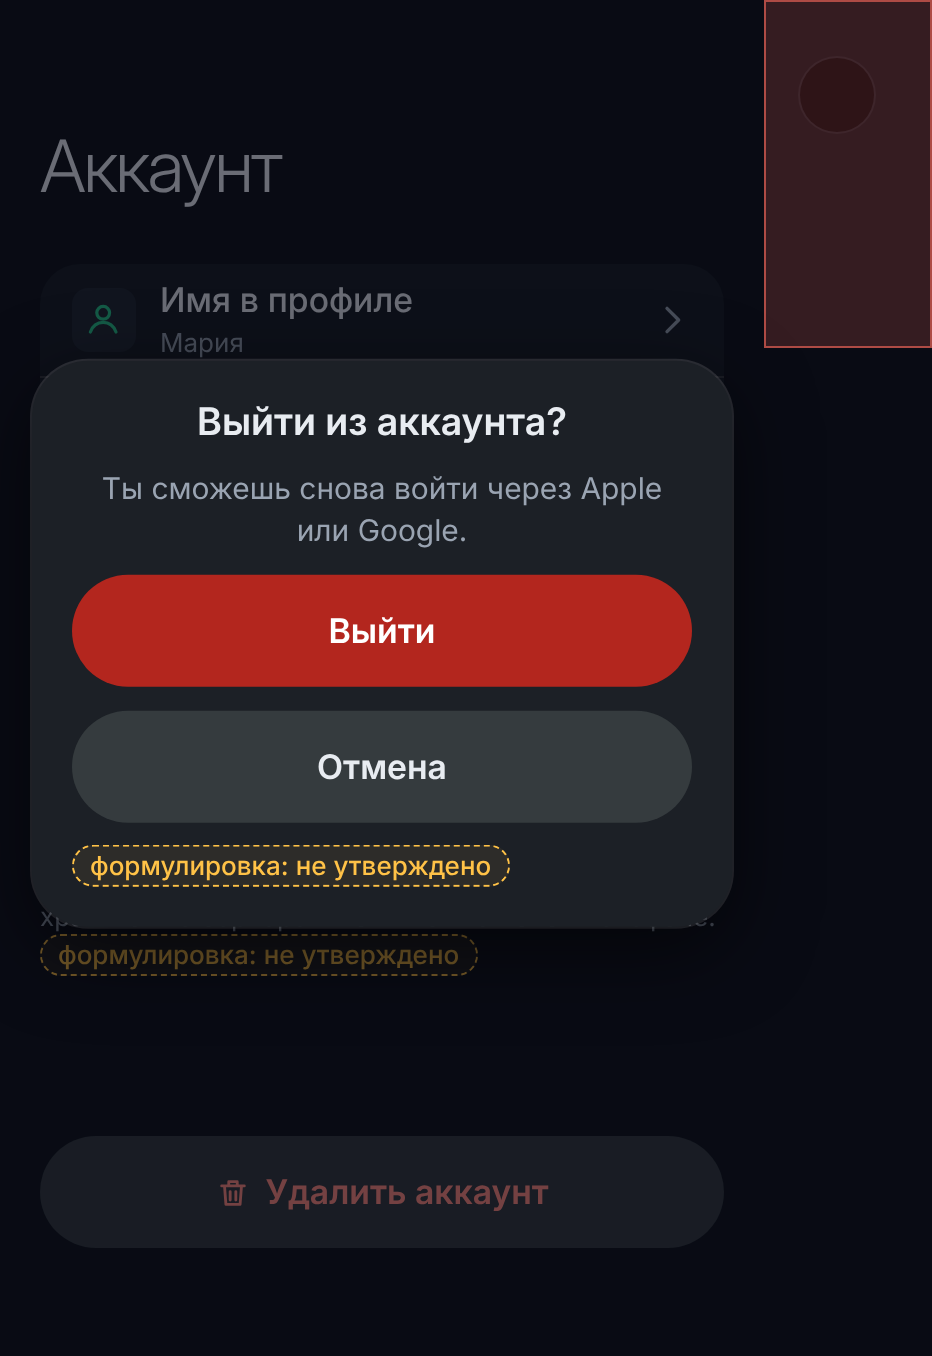 Аккаунт
Имя в профиле
Мария
Выйти из аккаунта?
Ты сможешь снова войти через Apple
или Google.
Выйти
Отмена
формулировка: не утверждено
формулировка: не утверждено
Удалить аккаунт